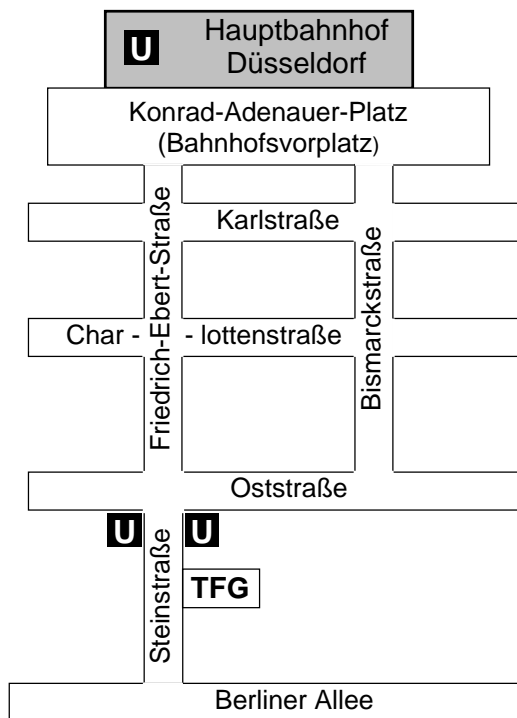 U
Hauptbahnhof
Düsseldorf
Konrad-Adenauer-Platz
(Bahnhofsvorplatz)
Karlstraße
Friedrich-Ebert-Straße
Bismarckstraße
Char - - lottenstraße
Oststraße
U U
Steinstraße
TFG
Berliner Allee